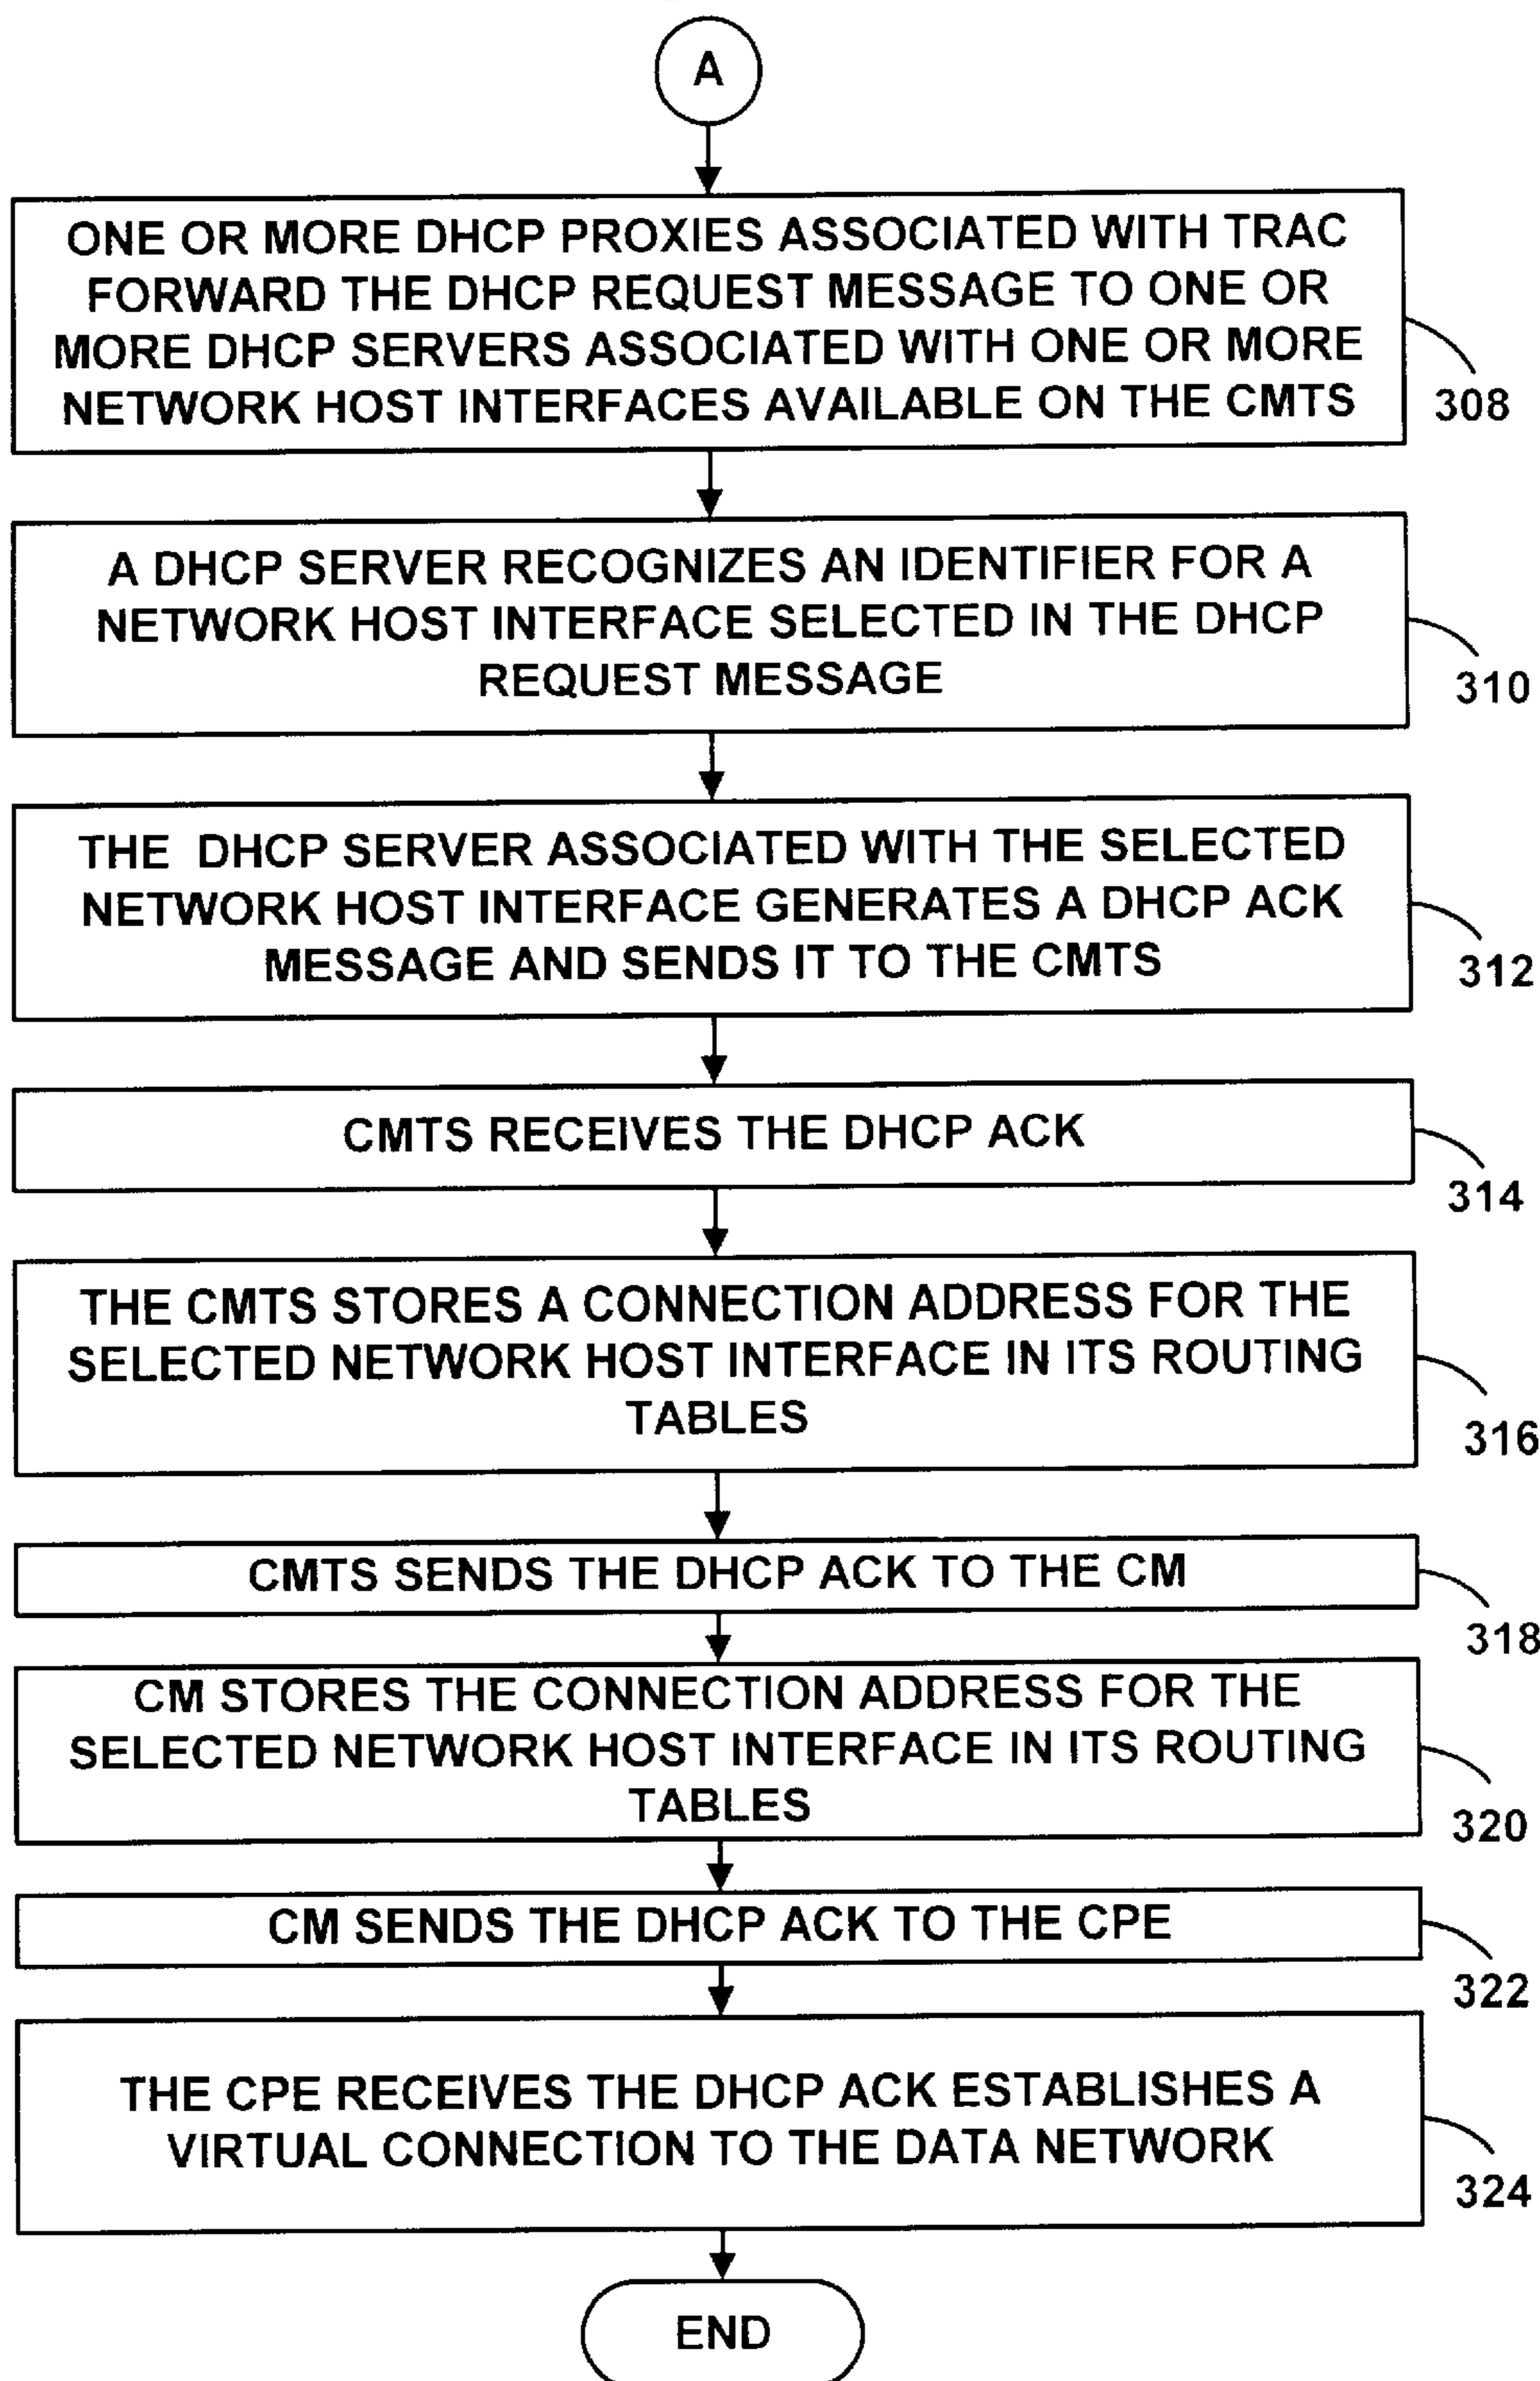 A
ONE OR MORE DHCP PROXIES ASSOCIATED WITH TRAC
FORWARD THE DHCP REQUEST MESSAGE TO ONE OR
MORE DHCP SERVERS ASSOCIATED WITH ONE OR MORE
NETWORK HOST INTERFACES AVAILABLE ON THE CMTS
308
A DHCP SERVER RECOGNIZES AN IDENTIFIER FOR A
NETWORK HOST INTERFACE SELECTED IN THE DHCP
REQUEST MESSAGE
310
THE DHCP SERVER ASSOCIATED WITH THE SELECTED
NETWORK HOST INTERFACE GENERATES A DHCP ACK
MESSAGE AND SENDS IT TO THE CMTS
312
CMTS RECEIVES THE DHCP ACK
314
THE CMTS STORES A CONNECTION ADDRESS FOR THE
SELECTED NETWORK HOST INTERFACE IN ITS ROUTING
TABLES
316
CMTS SENDS THE DHCP ACK TO THE CM
318
CM STORES THE CONNECTION ADDRESS FOR THE
SELECTED NETWORK HOST INTERFACE IN ITS ROUTING
TABLES
320
CM SENDS THE DHCP ACK TO THE CPE
322
THE CPE RECEIVES THE DHCP ACK ESTABLISHES A
VIRTUAL CONNECTION TO THE DATA NETWORK
324
END